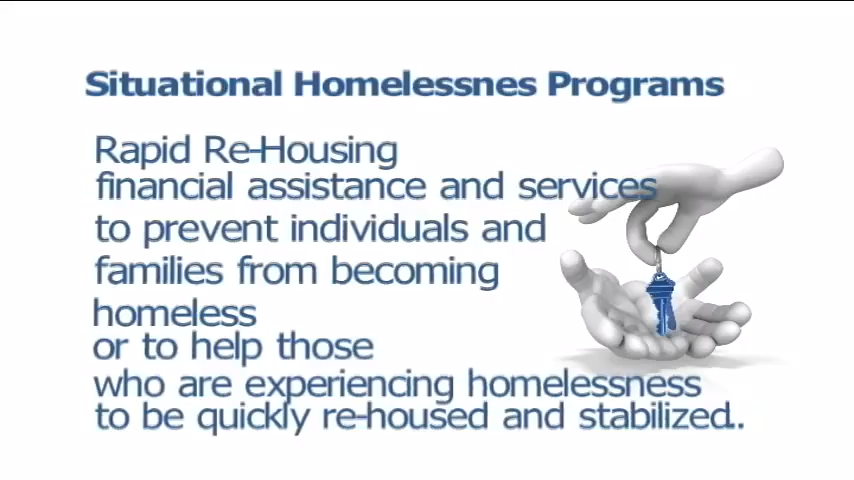 Situational Homelessnes Programs
Rapid Re-Housing
financial assistance and services
to prevent individuals and
families from becoming
homeless
or to help those
who are experiencing homelessness
to be quickly re-housed and stabilized..